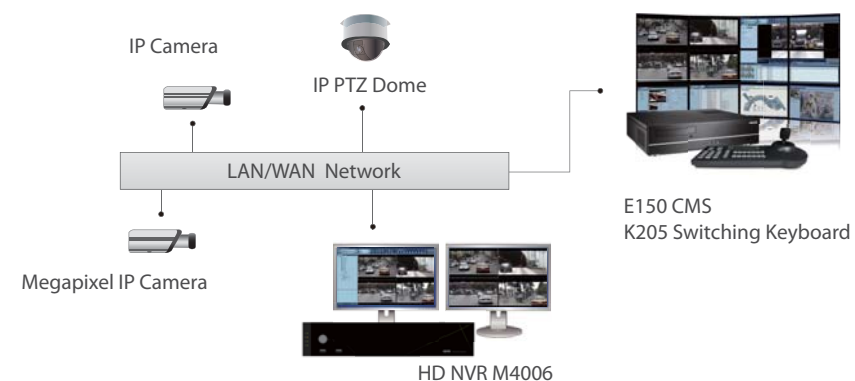 IP Camera
IP PTZ Dome
LAN/WAN Network
E150 CMS
K205 Switching Keyboard
Megapixel IP Camera
HD NVR M4006